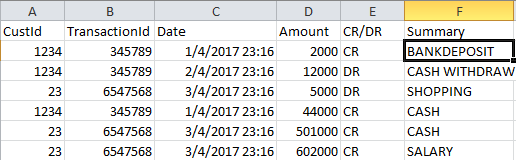 A B C D E F
CustId TransactionId Date Amount CR/DR Summary
1234 345789 1/4/2017 23:16 2000 CR BANKDEPOSIT
1234 345789 2/4/2017 23:16 12000 DR CASH WITHDRAW
23 6547568 3/4/2017 23:16 5000 DR SHOPPING
1234 345789 1/4/2017 23:16 44000 CR CASH
23 6547568 3/4/2017 23:16 501000 CR CASH
23 6547568 3/4/2017 23:16 602000 CR SALARY